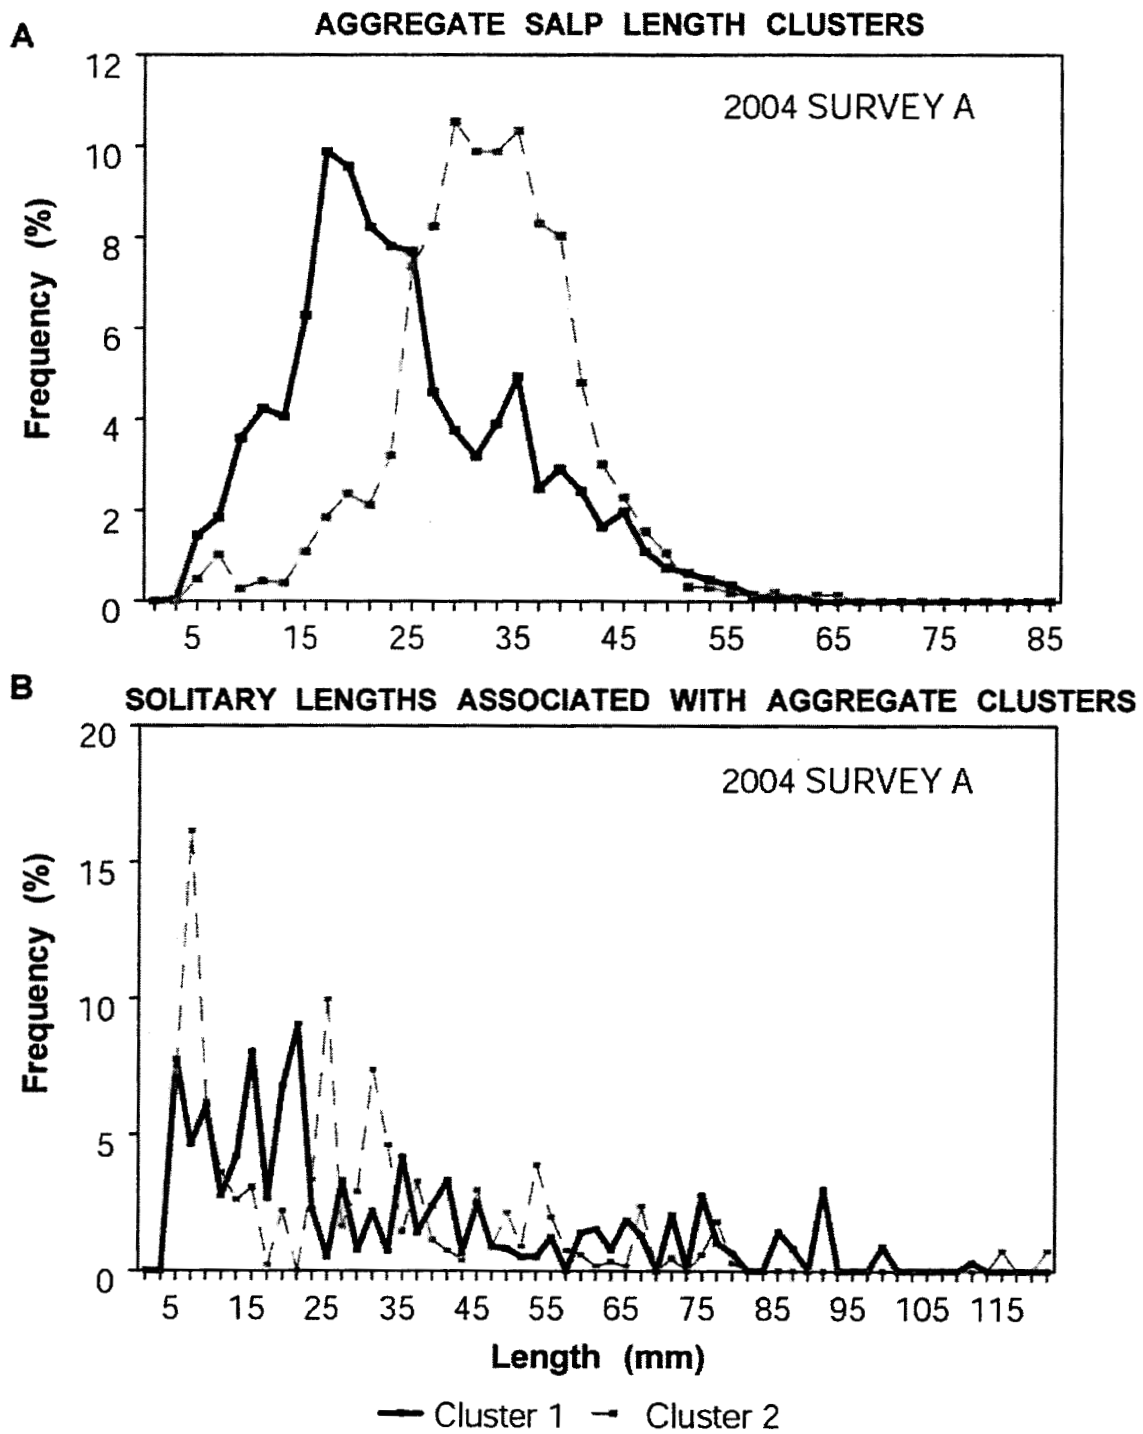 A
AGGREGATE SALP LENGTH CLUSTERS
2004 SURVEY A
Frequency (%)
12
10
8
6
4
2
0
5 15 25 35 45 55 65 75 85
B
SOLITARY LENGTHS ASSOCIATED WITH AGGREGATE CLUSTERS
2004 SURVEY A
Frequency (%)
20
15
10
5
0
5 15 25 35 45 55 65 75 85 95 105 115
Length (mm)
Cluster 1 Cluster 2